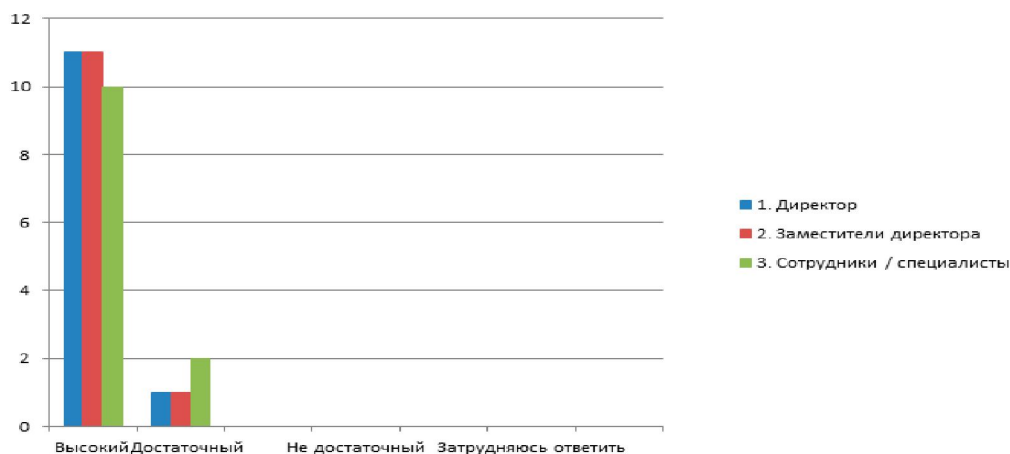 12
10
8
6
4
2
0
Высокий Достаточный Не достаточный Затрудняюсь ответить
1. Директор
2. Заместители директора
3. Сотрудники / специалисты